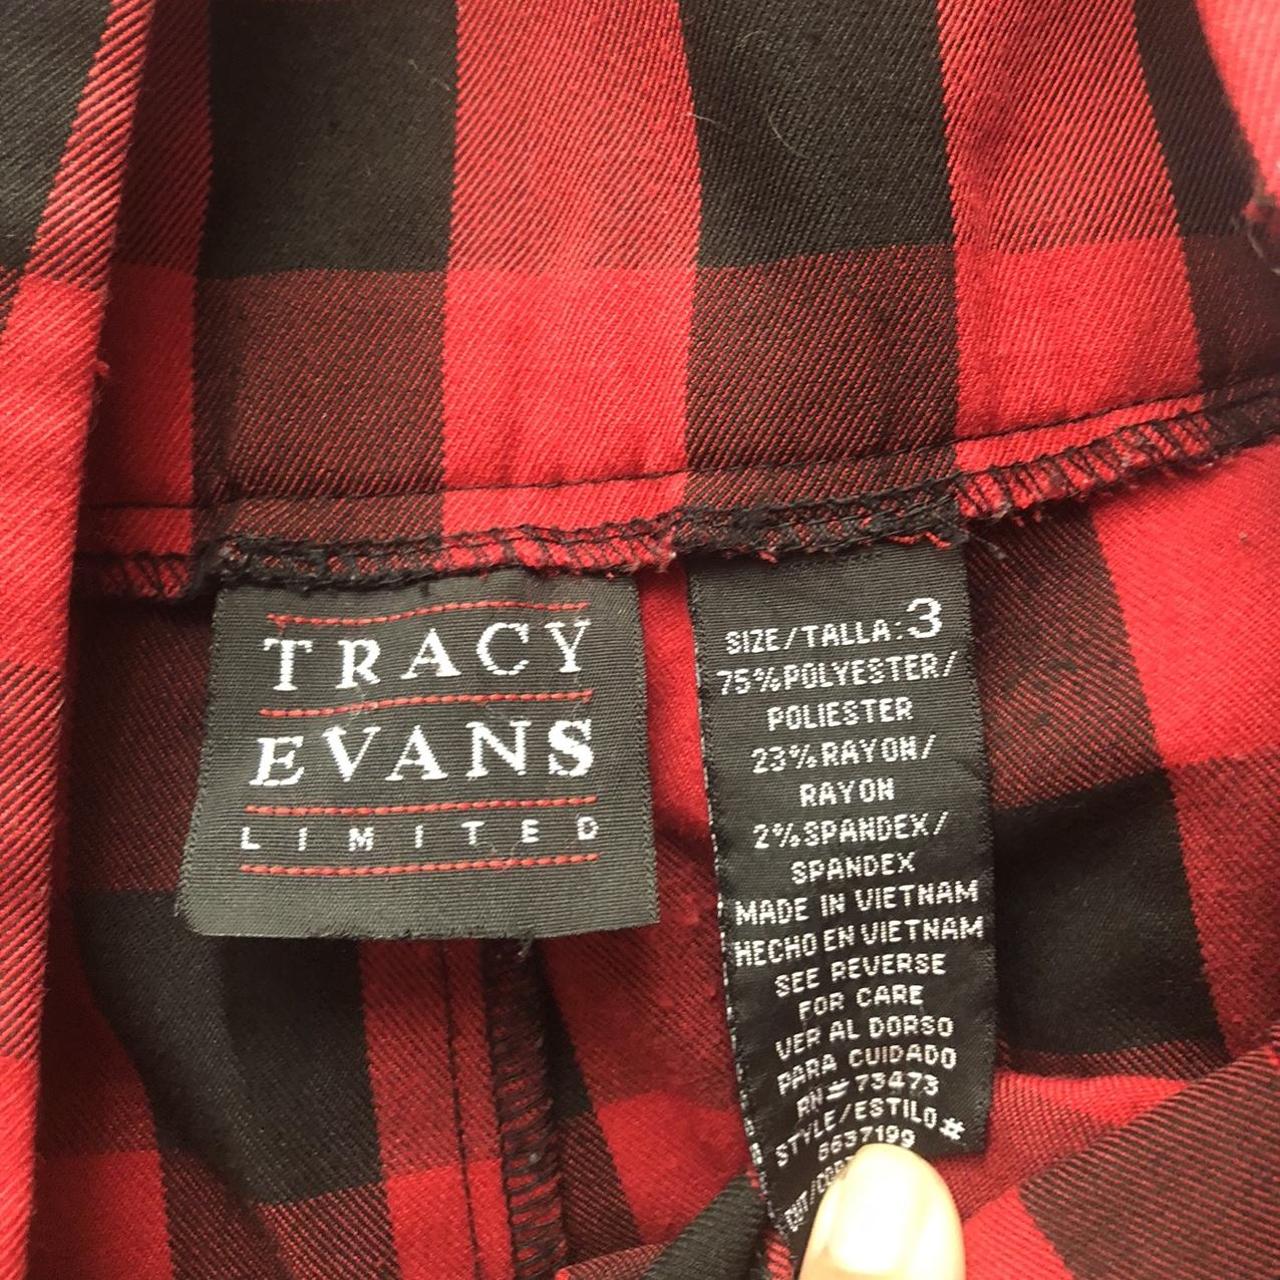 TRACY
EVANS
LIMITED
SIZE/TALLA:3
75%POLYESTER/
POLIESTER
23%RAYON/
RAYON
2%SPANDEX/
SPANDEX
MADE IN VIETNAM
HECHO EN VIETNAM
SEE REVERSE
FOR CARE
VER AL DORSO
PARA CUIDADO
RN#73473
STYLE/ESTILO#
6637199